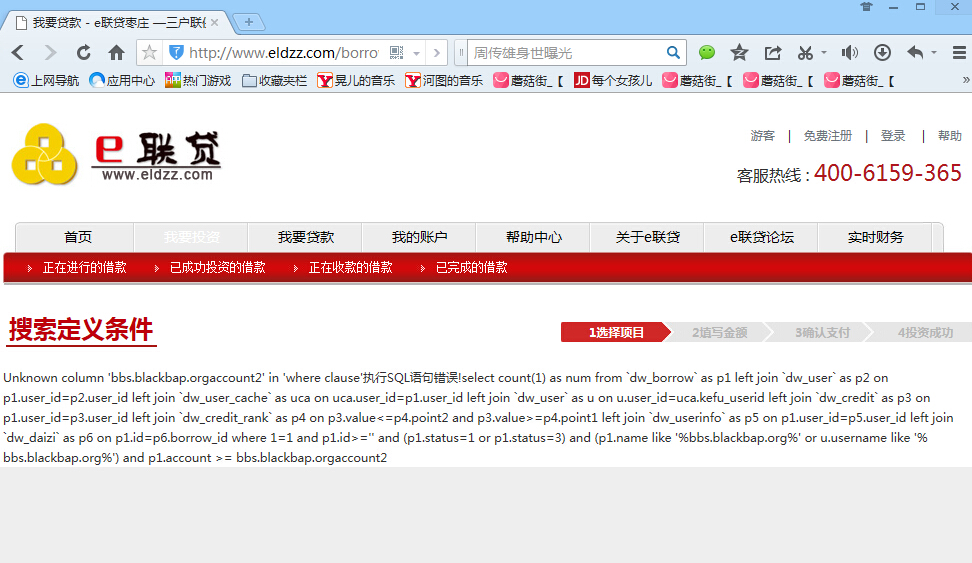 我要贷款 - e联贷枣庄 —三户联
http://www.eldzz.com/borro
周传雄身世曝光
上网导航 应用中心 热门游戏 收藏夹栏 晃儿的音乐 河图的音乐 蘑菇街_【 JD 每个女孩儿 蘑菇街_【 蘑菇街_【 蘑菇街_【 »
游客 | 免费注册 | 登录 | 帮助
e 联贷
www.eldzz.com
客服热线 : 400-6159-365
首页 我要投资 我要贷款 我的账户 帮助中心 关于e联贷 e联贷论坛 实时财务
正在进行的借款 已成功投资的借款 正在收款的借款 已完成的借款
搜索定义条件
1选择项目 2填写金额 3确认支付 4投资成功
Unknown column 'bbs.blackbap.orgaccount2' in 'where clause'执行SQL语句错误!select count(1) as num from `dw_borrow` as p1 left join `dw_user` as p2 on
p1.user_id=p2.user_id left join `dw_user_cache` as uca on uca.user_id=p1.user_id left join `dw_user` as u on u.user_id=uca.kefu_userid left join `dw_credit` as p3 on
p1.user_id=p3.user_id left join `dw_credit_rank` as p4 on p3.value<=p4.point2 and p3.value>=p4.point1 left join `dw_userinfo` as p5 on p1.user_id=p5.user_id left join
`dw_daizi` as p6 on p1.id=p6.borrow_id where 1=1 and p1.id>='' and (p1.status=1 or p1.status=3) and (p1.name like '%bbs.blackbap.org%' or u.username like '%
bbs.blackbap.org%') and p1.account >= bbs.blackbap.orgaccount2